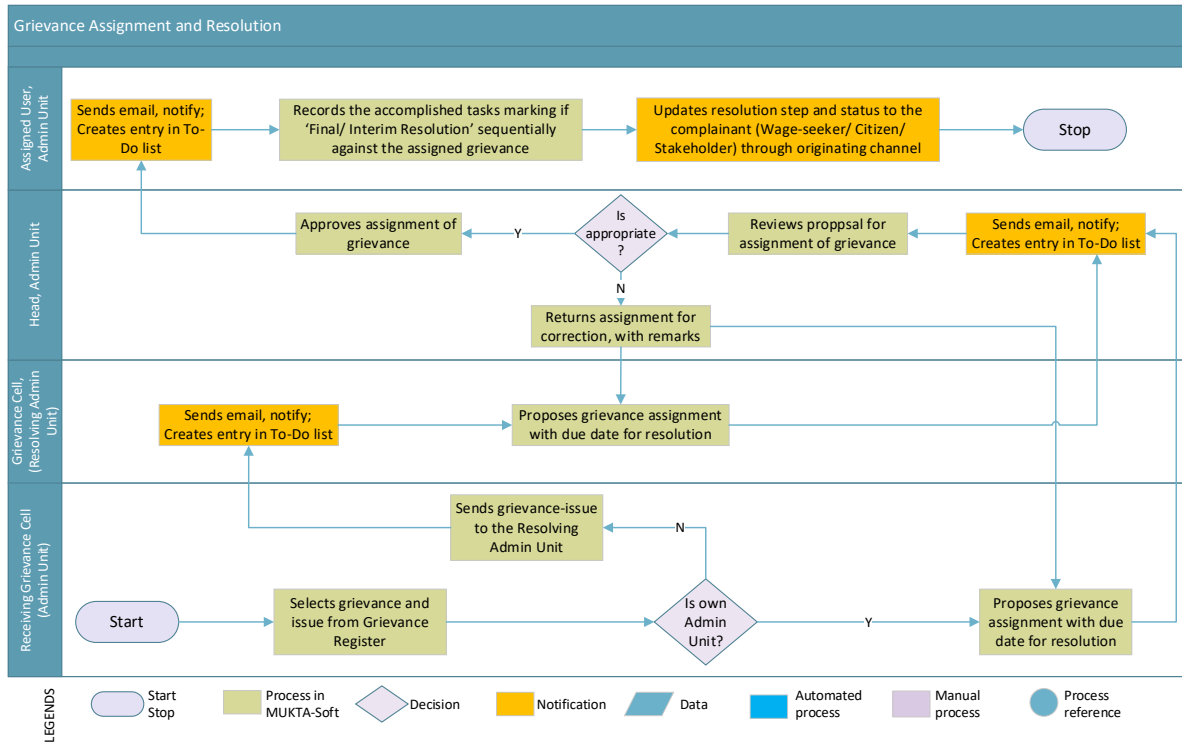 Grievance Assignment and Resolution
Assigned User,
Admin Unit
Sends email, notify;
Creates entry in To-
Do list
Records the accomplished tasks marking if
‘Final/ Interim Resolution’ sequentially
against the assigned grievance
Updates resolution step and status to the
complainant (Wage-seeker/ Citizen/
Stakeholder) through originating channel
Stop
Head, Admin Unit
Approves assignment of
grievance
Y
Is
appropriate
?
Reviews proppsal for
assignment of grievance
Sends email, notify;
Creates entry in To-Do list
N
Returns assignment for
correction, with remarks
Grievance Cell,
(Resolving Admin
Unit)
Sends email, notify;
Creates entry in To-Do list
Proposes grievance assignment
with due date for resolution
Receiving Grievance Cell
(Admin Unit)
Sends grievance-issue
to the Resolving
Admin Unit
N
Start
Selects grievance and
issue from Grievance
Register
Is own
Admin
Unit?
Y
Proposes grievance
assignment with due
date for resolution
LEGENDS
Start
Stop
Process in
MUKTA-Soft
Decision
Notification
Data
Automated
process
Manual
process
Process
reference